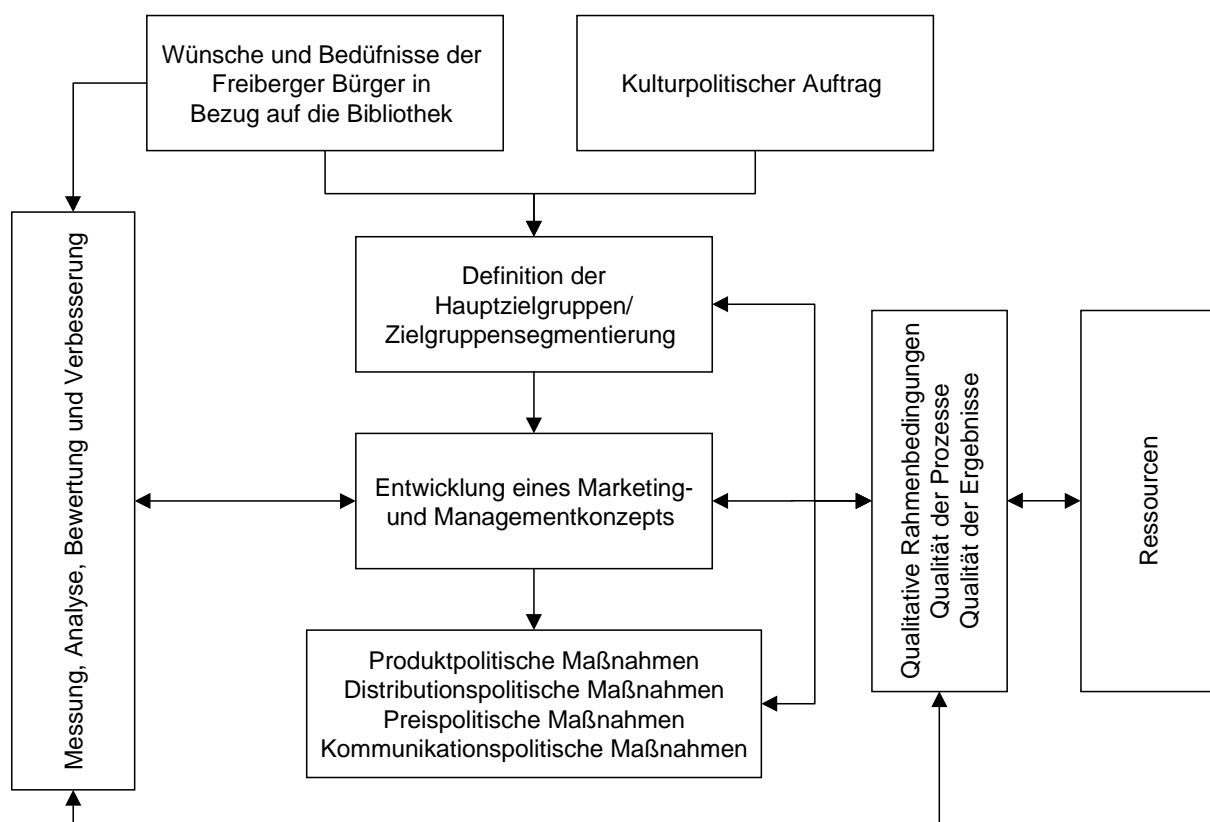 Wünsche und Bedüfnisse der
Freiberger Bürger in
Bezug auf die Bibliothek
Kulturpolitischer Auftrag
Messung, Analyse, Bewertung und Verbesserung
Definition der
Hauptzielgruppen/
Zielgruppensegmentierung
Entwicklung eines Marketing-
und Managementkonzepts
Produktpolitische Maßnahmen
Distributionspolitische Maßnahmen
Preispolitische Maßnahmen
Kommunikationspolitische Maßnahmen
Qualitative Rahmenbedingungen
Qualität der Prozesse
Qualität der Ergebnisse
Ressourcen